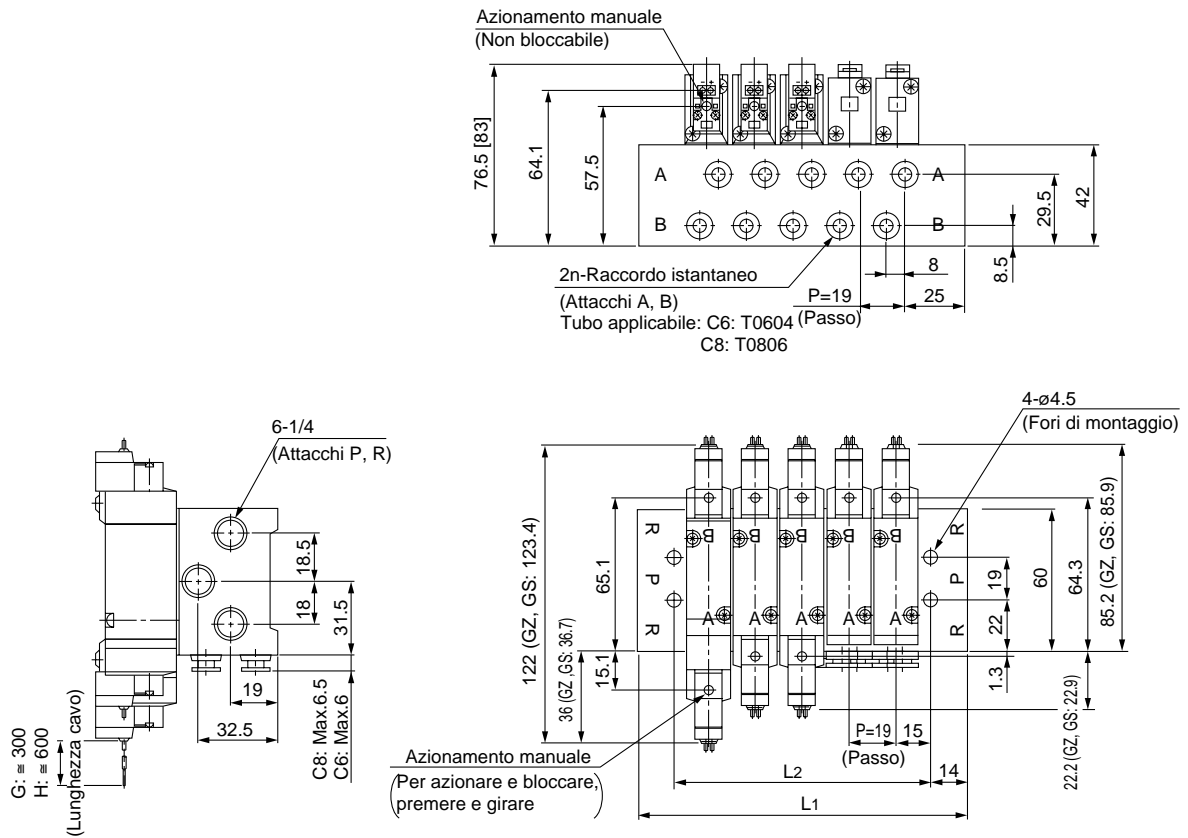 Azionamento manuale
(Non bloccabile)
76.5 [83]
64.1
57.5
A
A
B
B
29.5
42
8.5
8
25
P=19
(Passo)
2n-Raccordo istantaneo
(Attacchi A, B)
Tubo applicabile: C6: T0604
C8: T0806
6-1/4
(Attacchi P, R)
18.5
18
31.5
19
32.5
C8: Max.6.5
C6: Max.6
G: ≅ 300
H: ≅ 600
(Lunghezza cavo)
4-ø4.5
(Fori di montaggio)
122 (GZ, GS: 123.4)
65.1
36 (GZ ,GS: 36.7)
15.1
R
P
R
B
B
B
B
B
A
A
A
A
A
R
P
R
19
22
60
64.3
85.2 (GZ, GS: 85.9)
1.3
22.2 (GZ, GS: 22.9)
P=19
(Passo)
15
14
L2
L1
Azionamento manuale
(Per azionare e bloccare,
premere e girare